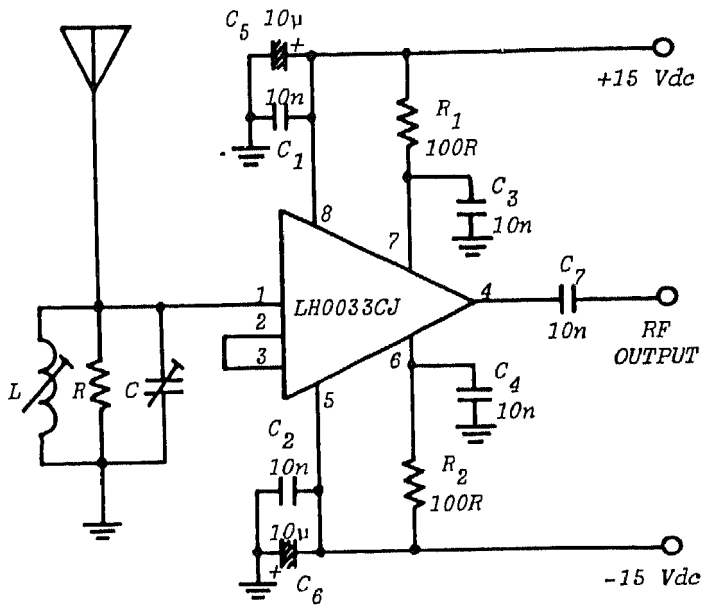 C5 10μ
+
+15 Vdc
10n
C1
R1
100R
C3
10n
8
7
1
2
3
LH0033CJ
4
C7
10n
RF
OUTPUT
6
5
L
R
C
C4
10n
C2
10n
R2
100R
10μ
+
C6
-15 Vdc